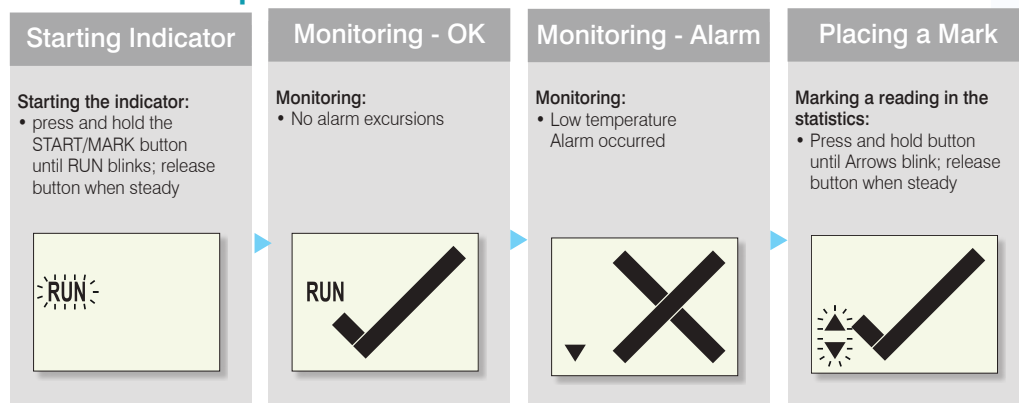 Starting Indicator
Starting the indicator:
• press and hold the
START/MARK button
until RUN blinks; release
button when steady
RUN
Monitoring - OK
Monitoring:
• No alarm excursions
RUN
Monitoring - Alarm
Monitoring:
• Low temperature
Alarm occurred
Placing a Mark
Marking a reading in the
statistics:
• Press and hold button
until Arrows blink; release
button when steady